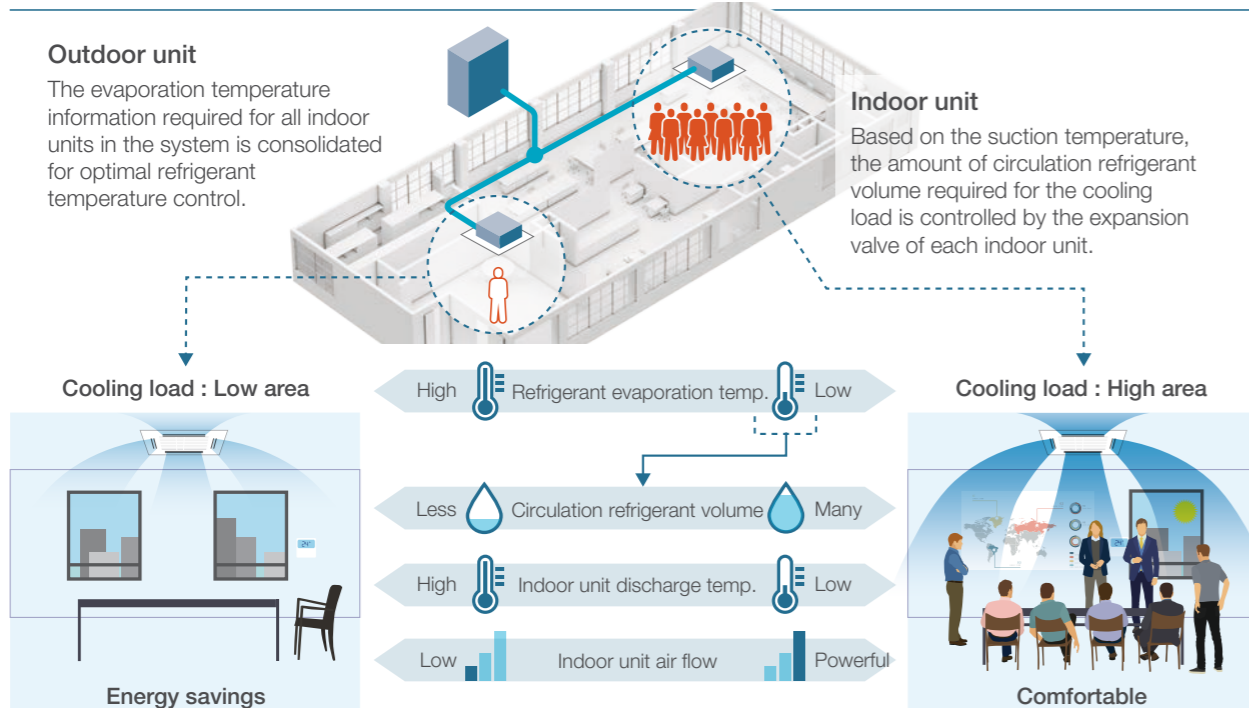 Outdoor unit
The evaporation temperature
information required for all indoor
units in the system is consolidated
for optimal refrigerant
temperature control.
Indoor unit
Based on the suction temperature,
the amount of circulation refrigerant
volume required for the cooling
load is controlled by the expansion
valve of each indoor unit.
Cooling load : Low area
High Refrigerant evaporation temp. Low
Cooling load : High area
Less Circulation refrigerant volume Many
24°
24°
High Indoor unit discharge temp. Low
Low Indoor unit air flow Powerful
Energy savings
Comfortable